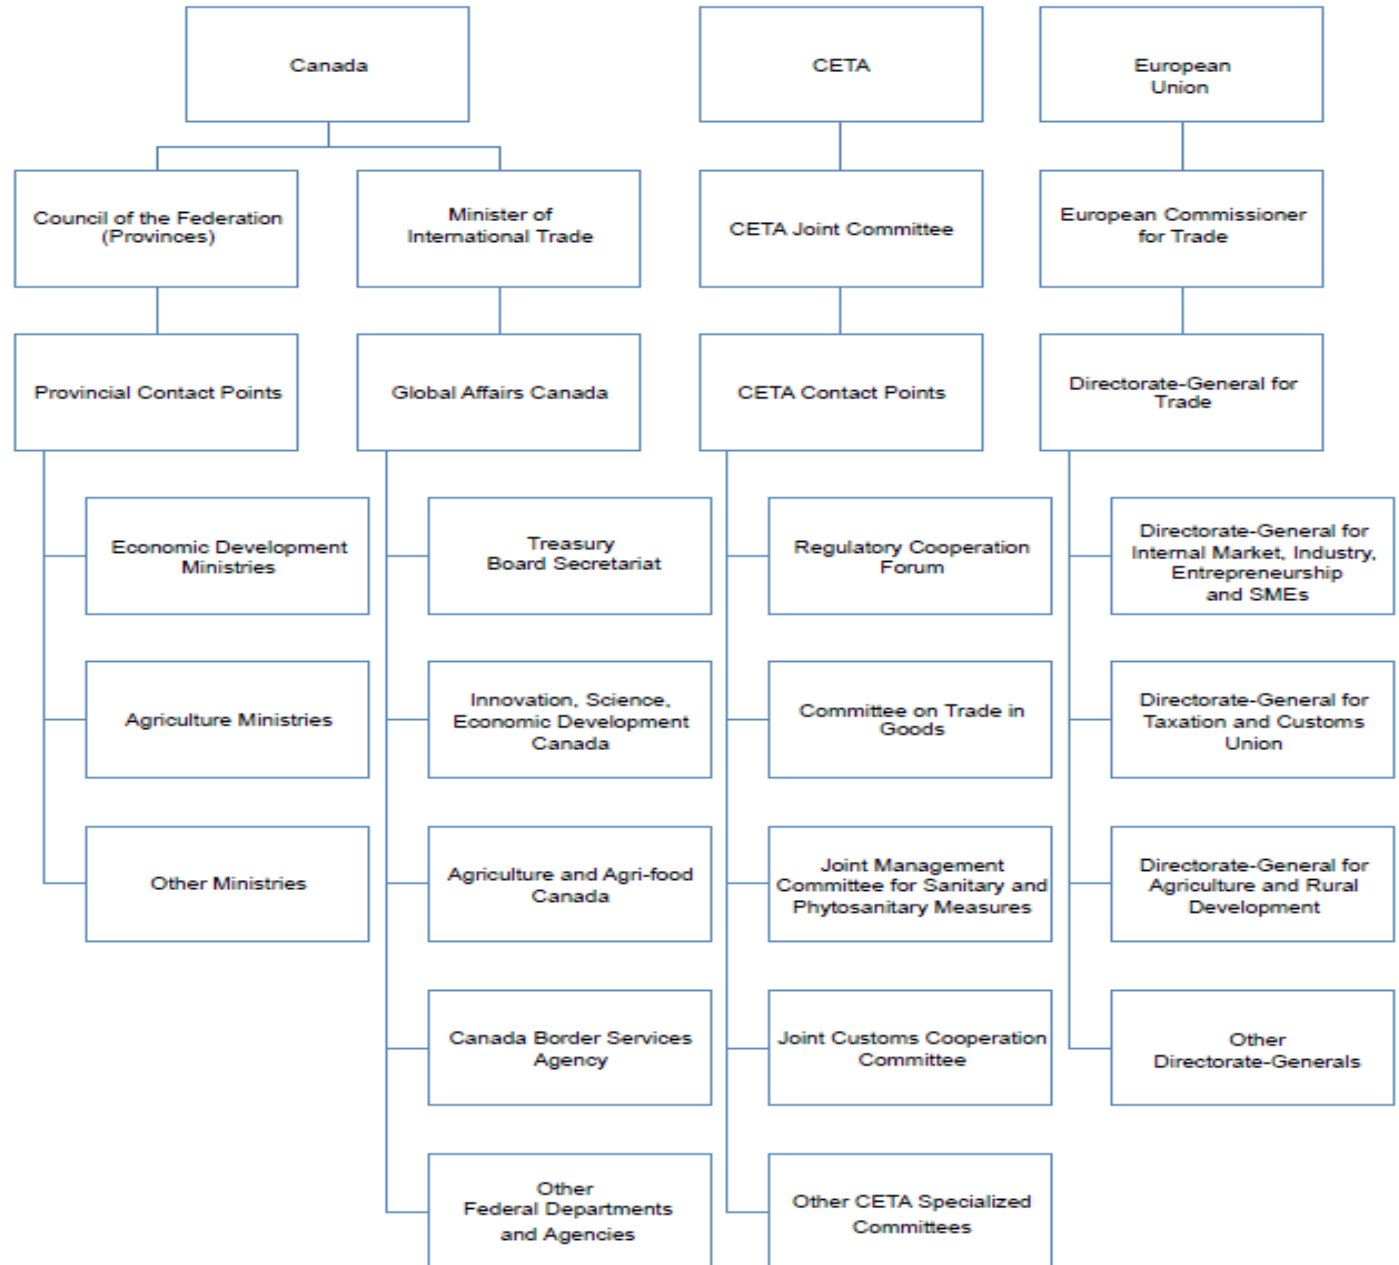 Canada
CETA
European
Union
Council of the Federation
(Provinces)
Minister of
International Trade
CETA Joint Committee
European Commissioner
for Trade
Provincial Contact Points
Global Affairs Canada
CETA Contact Points
Directorate-General for
Trade
Economic Development
Ministries
Treasury
Board Secretariat
Regulatory Cooperation
Forum
Directorate-General for
Internal Market, Industry,
Entrepreneurship
and SMEs
Agriculture Ministries
Innovation, Science,
Economic Development
Canada
Committee on Trade in
Goods
Directorate-General for
Taxation and Customs
Union
Other Ministries
Agriculture and Agri-food
Canada
Joint Management
Committee for Sanitary and
Phytosanitary Measures
Directorate-General for
Agriculture and Rural
Development
Canada Border Services
Agency
Joint Customs Cooperation
Committee
Other
Directorate-Generals
Other
Federal Departments
and Agencies
Other CETA Specialized
Committees